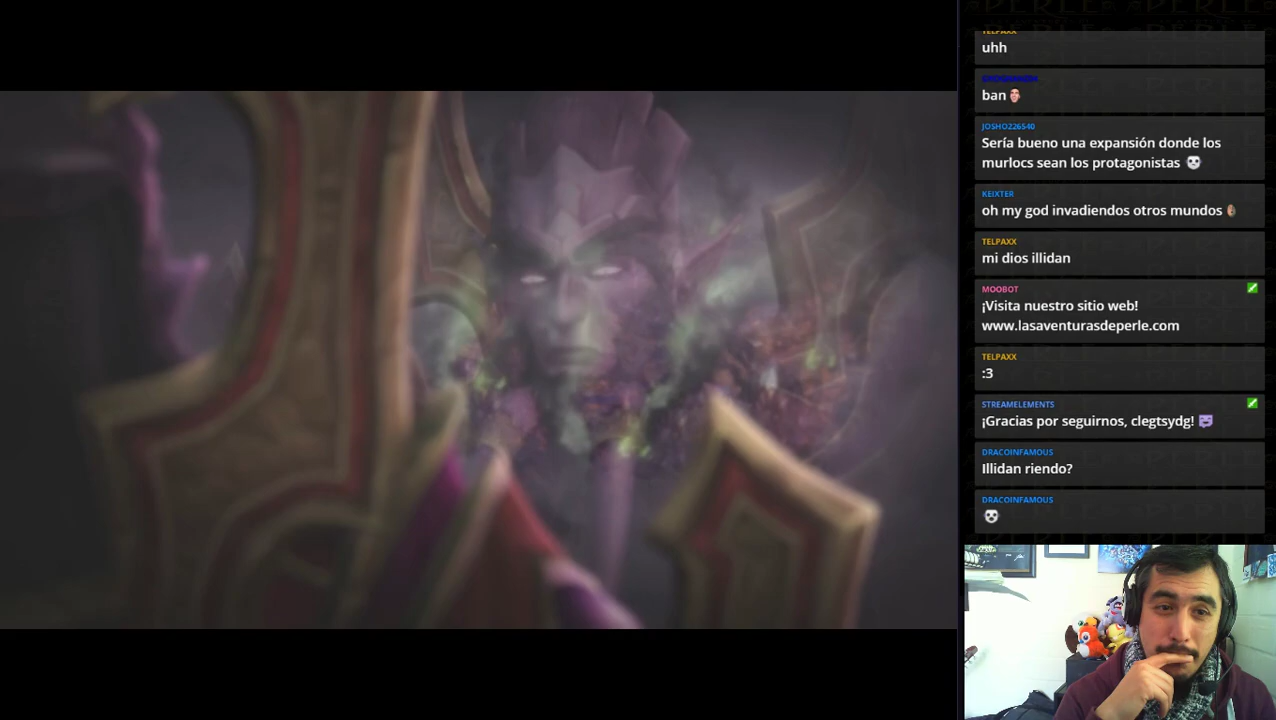 TELPAXX
uhh
ban
JOSHO226540
Sería bueno una expansión donde los
murlocs sean los protagonistas
KEIXTER
oh my god invadiendos otros mundos
TELPAXX
mi dios illidan
MOOBOT
¡Visita nuestro sitio web!
www.lasaventurasdeperle.com
TELPAXX
:3
STREAMELEMENTS
¡Gracias por seguirnos, clegtsydg!
DRACOINFAMOUS
Illidan riendo?
DRACOINFAMOUS